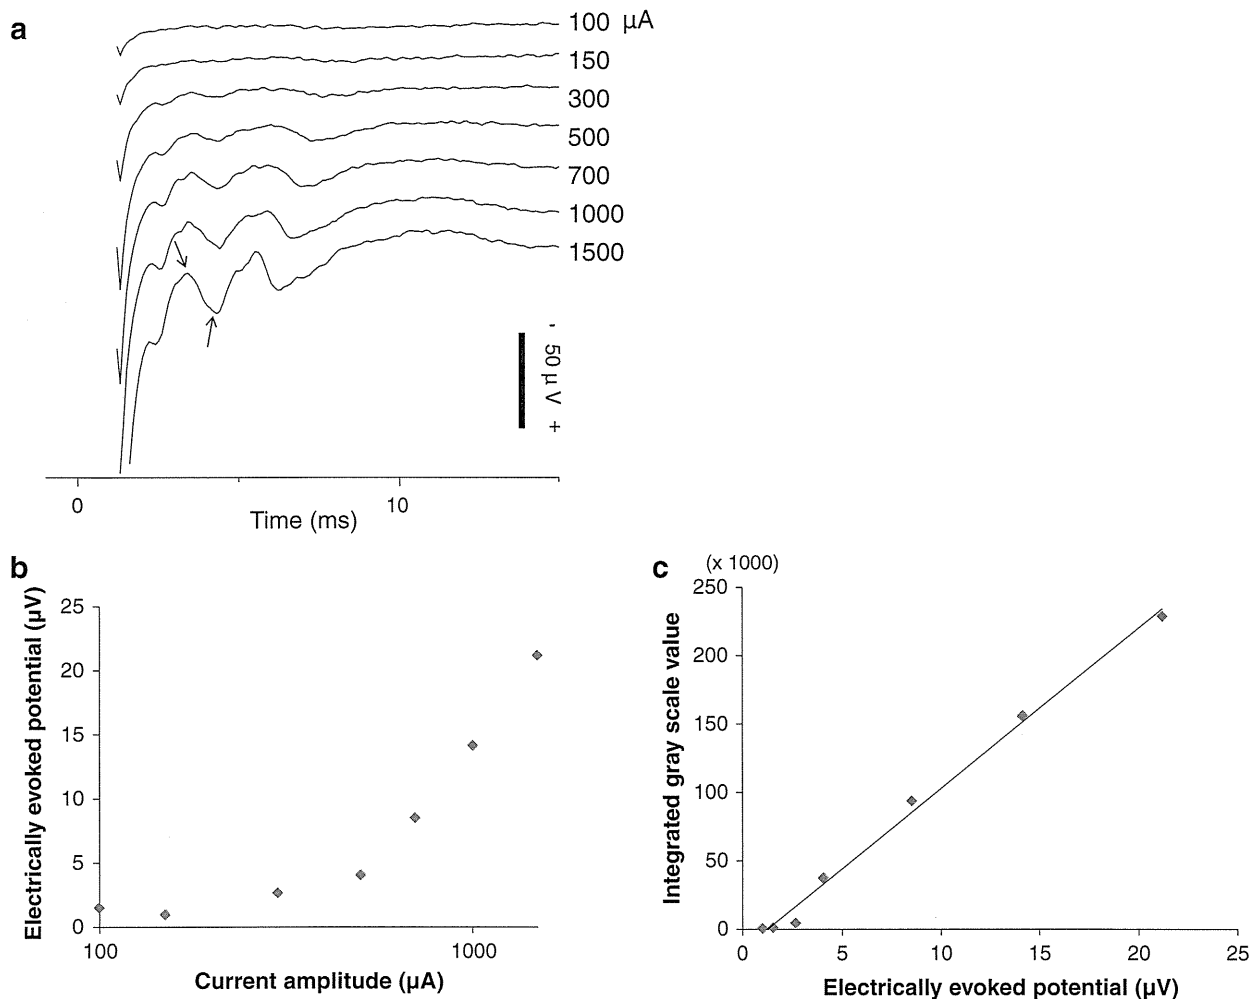 a
100 μA
150
300
500
700
1000
1500
- 50 μ V +
0
10
Time (ms)
b
Electrically evoked potential (μV)
25
20
15
10
5
0
100
1000
Current amplitude (μA)
c
(x 1000)
Integrated gray scale value
250
200
150
100
50
0
0
5
10
15
20
25
Electrically evoked potential (μV)